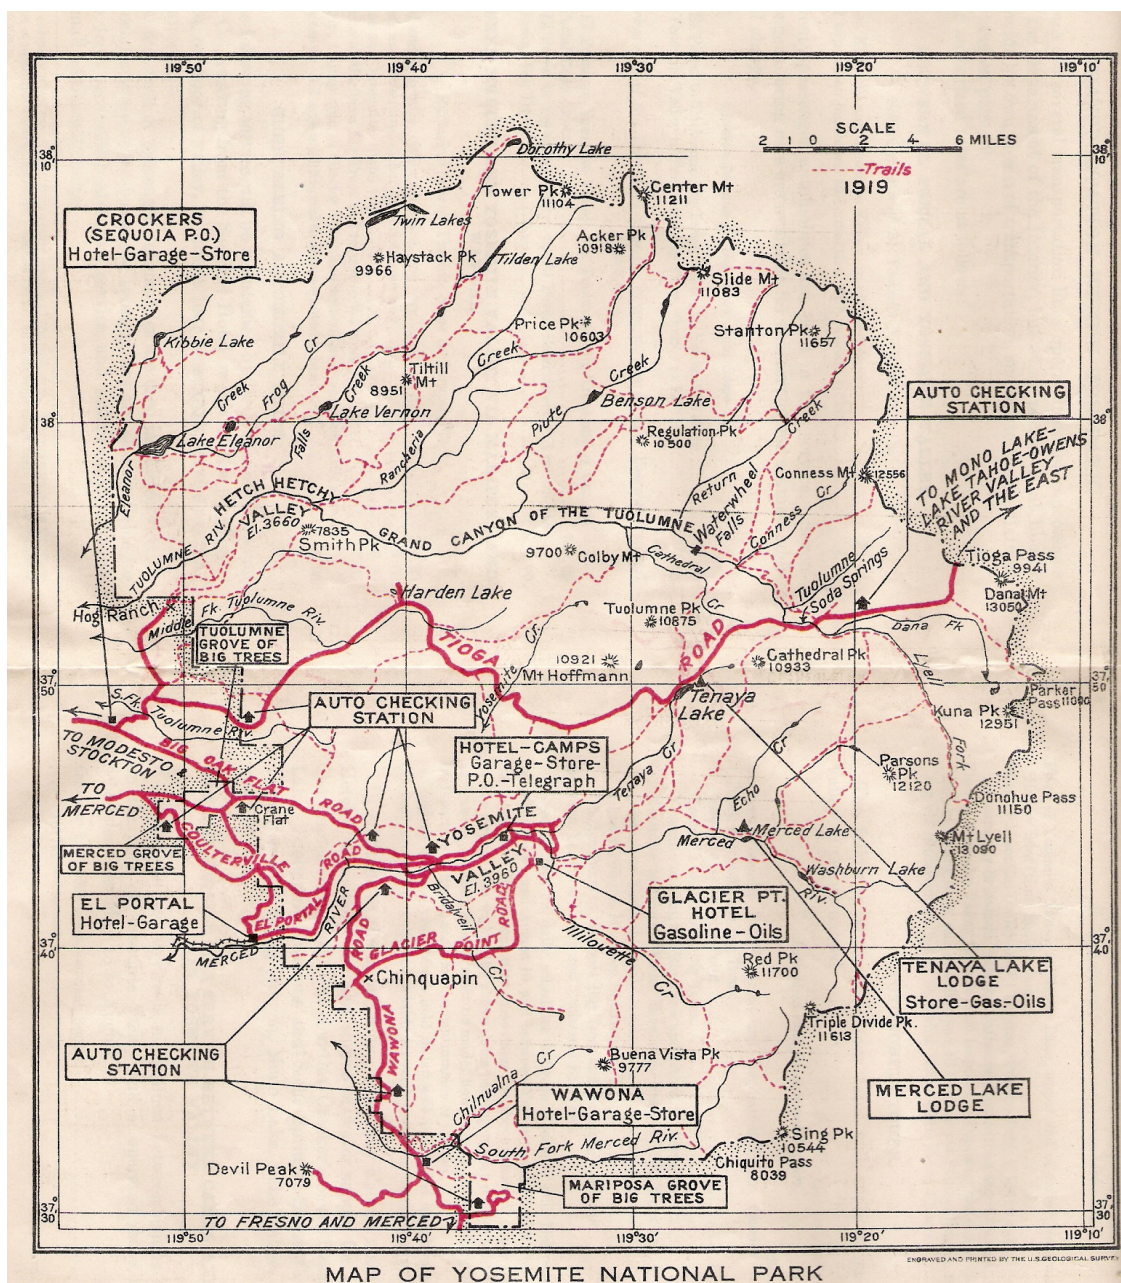 119°50'
119°40'
119°30'
119°20'
119°10'
38°
10'
38°
10'
SCALE
2 1 0 2 4 6 MILES
Trails
1919
Dorothy Lake
Tower Pk
11104
Center Mt
11211
CROCKERS
(SEQUOIA P.O.)
Hotel-Garage-Store
Twin Lakes
Acker Pk
10918
Haystack Pk
9966
Tilden Lake
Slide Mt
11083
Kibbie Lake
Price Pk
10603
Stanton Pk
11657
Creek
Frog Cr
Creek
Tiltill
Mt
8951
Creek
Creek
AUTO CHECKING
STATION
Benson Lake
Lake Vernon
38°
38°
Lake Eleanor
Falls
Rancheria
Piute
Regulation Pk
10500
Creek
Eleanor
Return
Conness Mt
12556
TO MONO LAKE-
LAKE TAHOE-OWENS
RIVER VALLEY
AND THE EAST
HETCH HETCHY
VALLEY
El. 3660
GRAND CANYON OF THE TUOLUMNE
Waterwheel
Falls
Conness Cr
TUOLUMNE RIV.
7835
Smith Pk
9700
Colby Mt
Cathedral
Cr
Tuolumne
Soda Springs
Tioga Pass
9941
Hog Ranch
Harden Lake
Dana Mt
13050
Middle Fk. Tuolumne Riv.
Tuolumne Pk
10875
Dana Fk
TUOLUMNE
GROVE OF
BIG TREES
TIOGA
ROAD
Yosemite Cr
10921
Mt Hoffmann
Cathedral Pk
10933
Lyell
Fork
37°
50'
37°
50'
AUTO CHECKING
STATION
Tenaya
Lake
Parker
Pass 11000
Kuna Pk
12951
S. Fk.
Tuolumne Riv.
TO MODESTO &
STOCKTON
BIG OAK FLAT
ROAD
HOTEL-CAMPS
Garage-Store-
P.O.-Telegraph
Tenaya Cr
Echo Cr
Parsons
Pk
12120
TO
MERCED
Crane
Flat
Donohue Pass
11150
YOSEMITE
VALLEY
El. 3960
Merced Lake
Merced
Riv.
Mt Lyell
13090
COULTERVILLE
ROAD
MERCED GROVE
OF BIG TREES
Washburn Lake
EL PORTAL
Hotel-Garage
EL PORTAL
ROAD
RIVER
MERCED
Bridalveil
Cr
GLACIER PT.
HOTEL
Gasoline-Oils
GLACIER POINT
ROAD
Illilouette
Cr
37°
40'
37°
40'
Red Pk
11700
TENAYA LAKE
LODGE
Store-Gas.-Oils
Chinquapin
Triple Divide Pk.
11613
AUTO CHECKING
STATION
WAWONA
ROAD
Chilnualna Cr
Buena Vista Pk
9777
WAWONA
Hotel-Garage-Store
MERCED LAKE
LODGE
South Fork Merced Riv.
Sing Pk
10544
Devil Peak
7079
Chiquito Pass
8039
MARIPOSA GROVE
OF BIG TREES
37°
30'
37°
30'
TO FRESNO AND MERCED
119°50'
119°40'
119°30'
119°20'
119°10'
ENGRAVED AND PRINTED BY THE U.S. GEOLOGICAL SURVEY
MAP OF YOSEMITE NATIONAL PARK